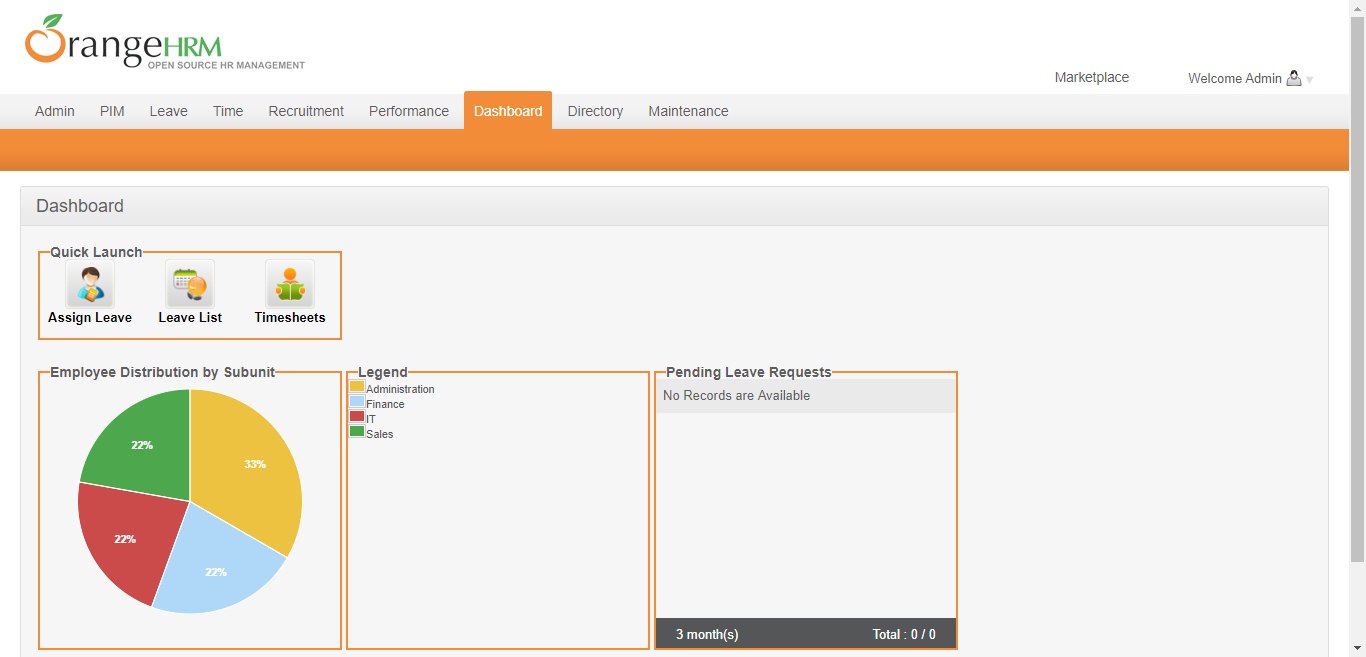 OrangeHRM
OPEN SOURCE HR MANAGEMENT
Marketplace
Welcome Admin
Admin PIM Leave Time Recruitment Performance Dashboard Directory Maintenance
Dashboard
Quick Launch
Assign Leave Leave List Timesheets
Employee Distribution by Subunit
22%
33%
22%
22%
Legend
Administration
Finance
IT
Sales
Pending Leave Requests
No Records are Available
3 month(s) Total : 0 / 0